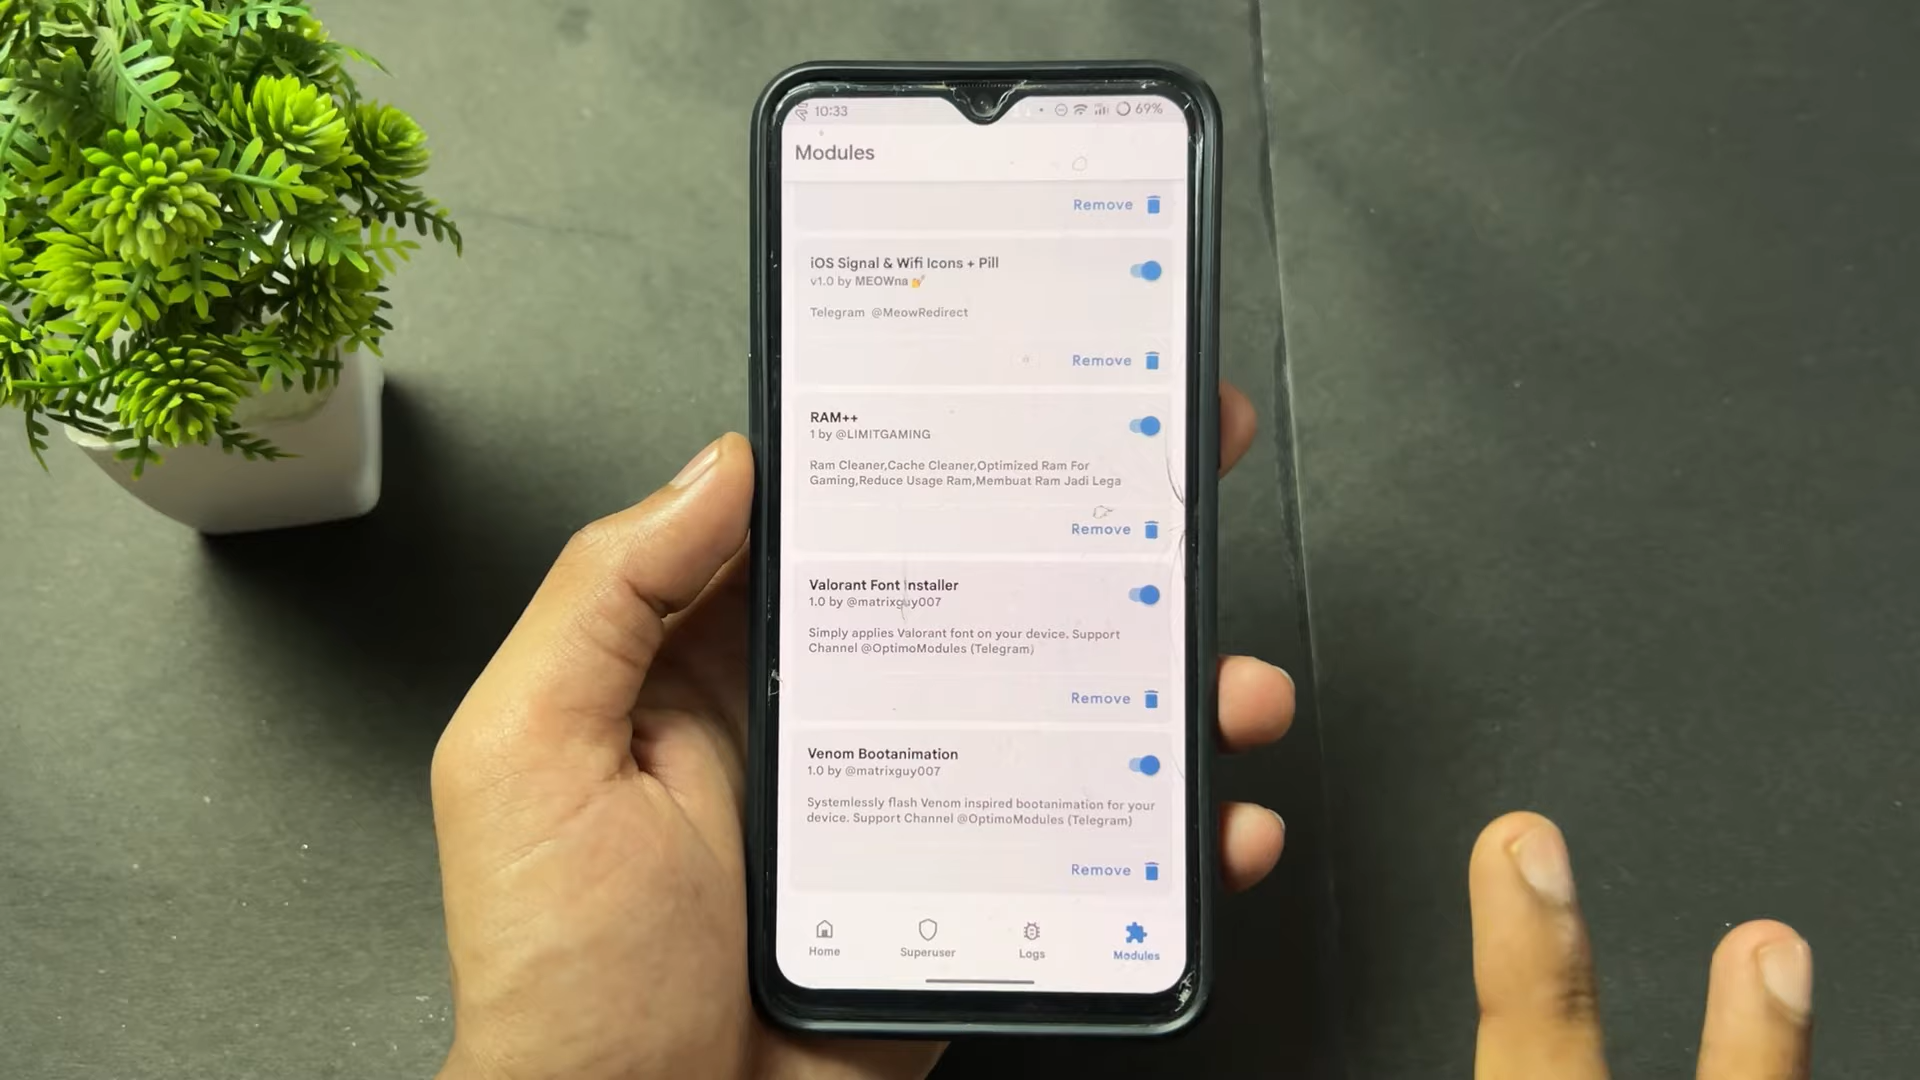 10:33
69%
Modules
Remove
iOS Signal & Wifi Icons + Pill
v1.0 by MEOWna
Telegram @MeowRedirect
Remove
RAM++
1 by @LIMITGAMING
Ram Cleaner,Cache Cleaner,Optimized Ram For
Gaming,Reduce Usage Ram,Membuat Ram Jadi Lega
Remove
Valorant Font Installer
1.0 by @matrixguy007
Simply applies Valorant font on your device. Support
Channel @OptimoModules (Telegram)
Remove
Venom Bootanimation
1.0 by @matrixguy007
Systemlessly flash Venom inspired bootanimation for your
device. Support Channel @OptimoModules (Telegram)
Remove
Home
Superuser
Logs
Modules